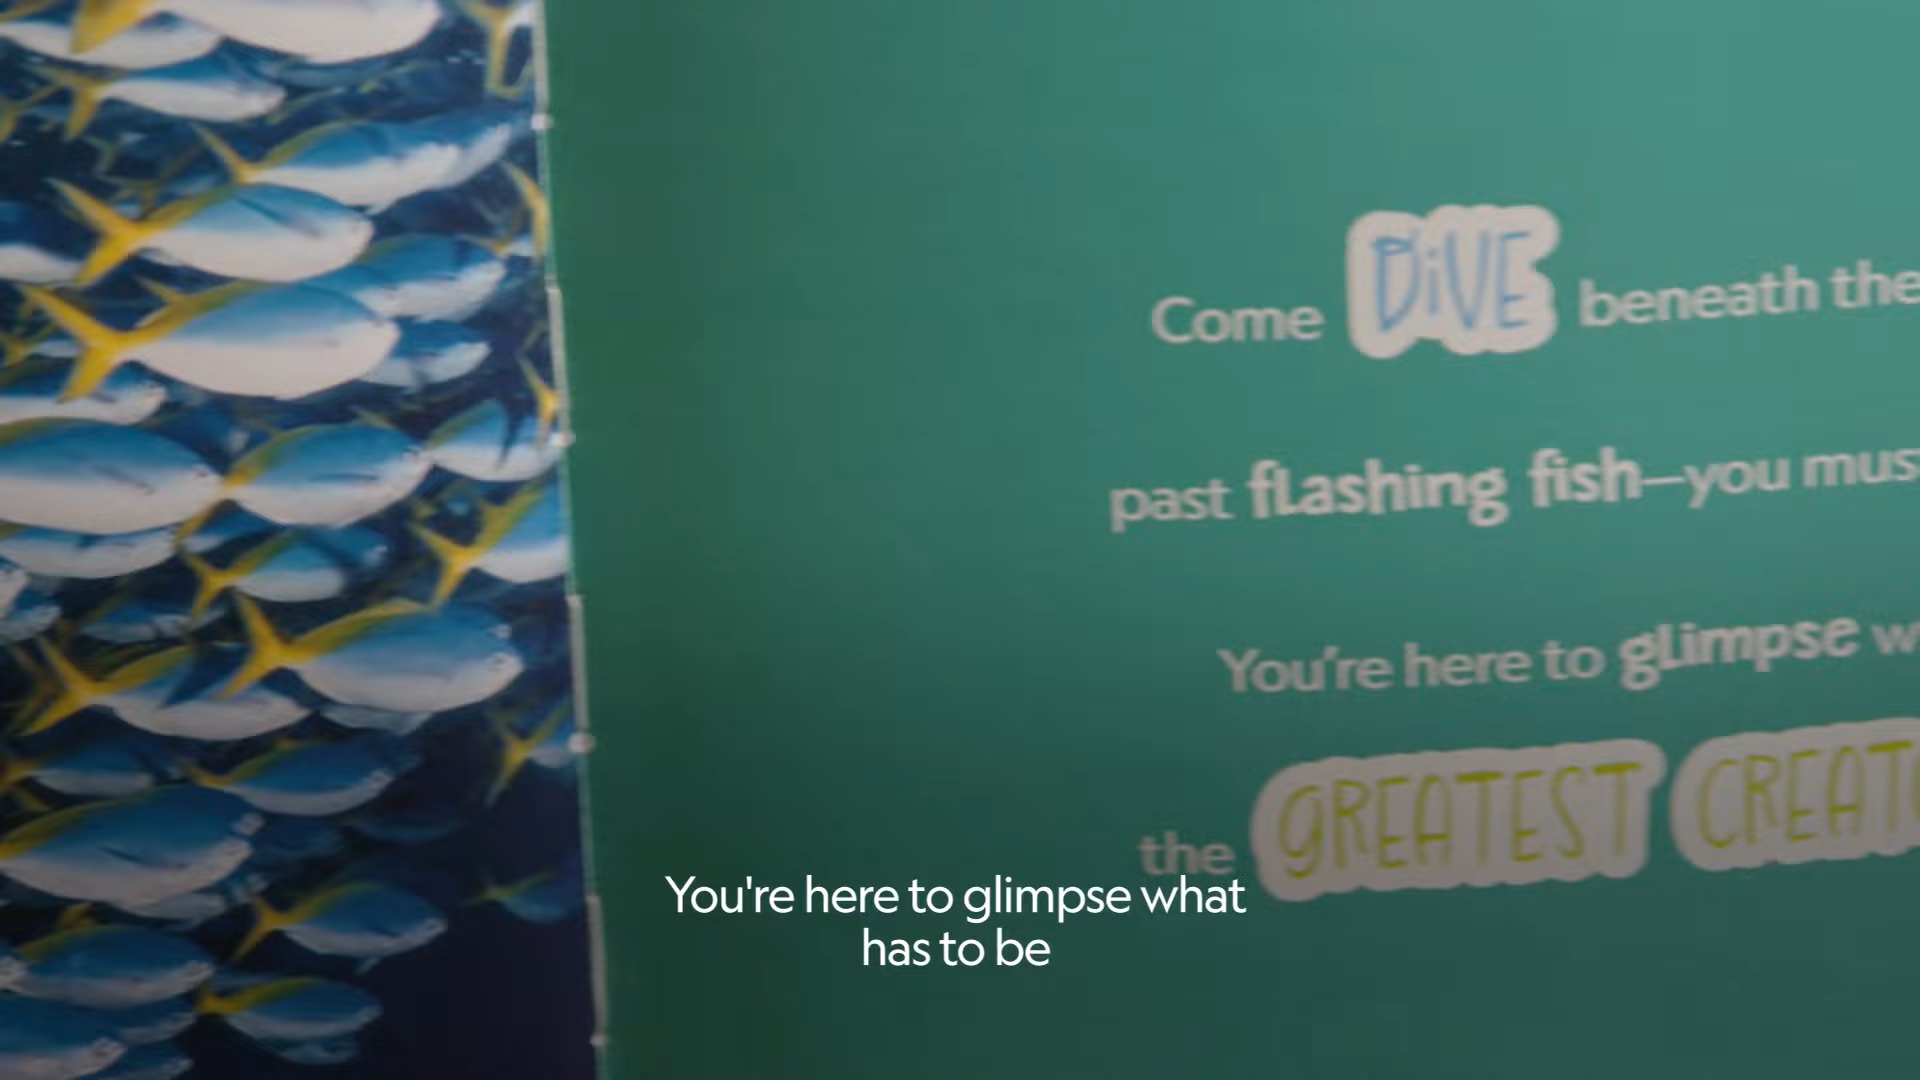 Come DiVE beneath the
past flashing fish—you mus
You're here to glimpse w
the GREATEST CREAT
You're here to glimpse what
has to be